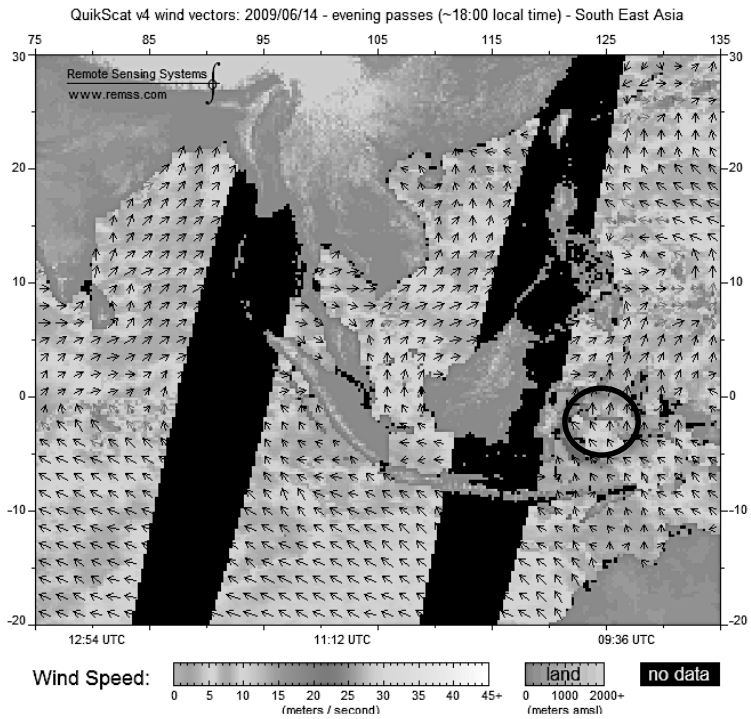 QuikScat v4 wind vectors: 2009/06/14 - evening passes (~18:00 local time) - South East Asia
75 85 95 105 115 125 135
Remote Sensing Systems
www.remss.com
30 30
20 20
10 10
0 0
-10 -10
-20 -20
12:54 UTC 11:12 UTC 09:36 UTC
Wind Speed:
0 5 10 15 20 25 30 35 40 45+
(meters / second)
land
0 1000 2000+
(meters amsl)
no data